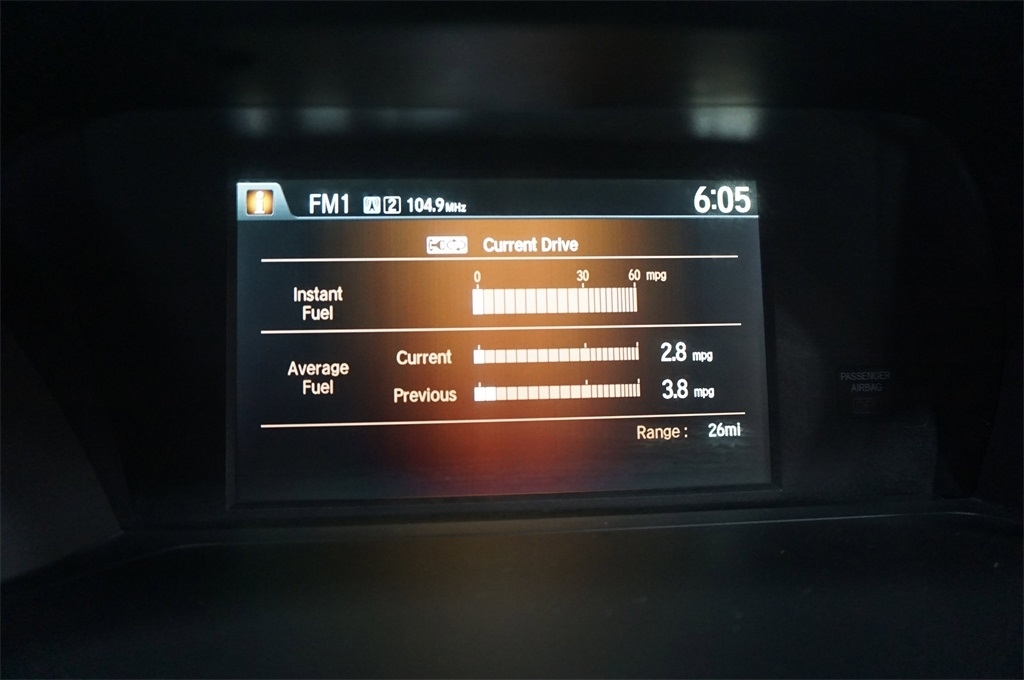 i FM1 2 104.9MHz 6:05
Current Drive
0 30 60 mpg
Instant
Fuel
Average
Fuel
Current 2.8 mpg
Previous 3.8 mpg
Range : 26mi
PASSENGER
AIRBAG